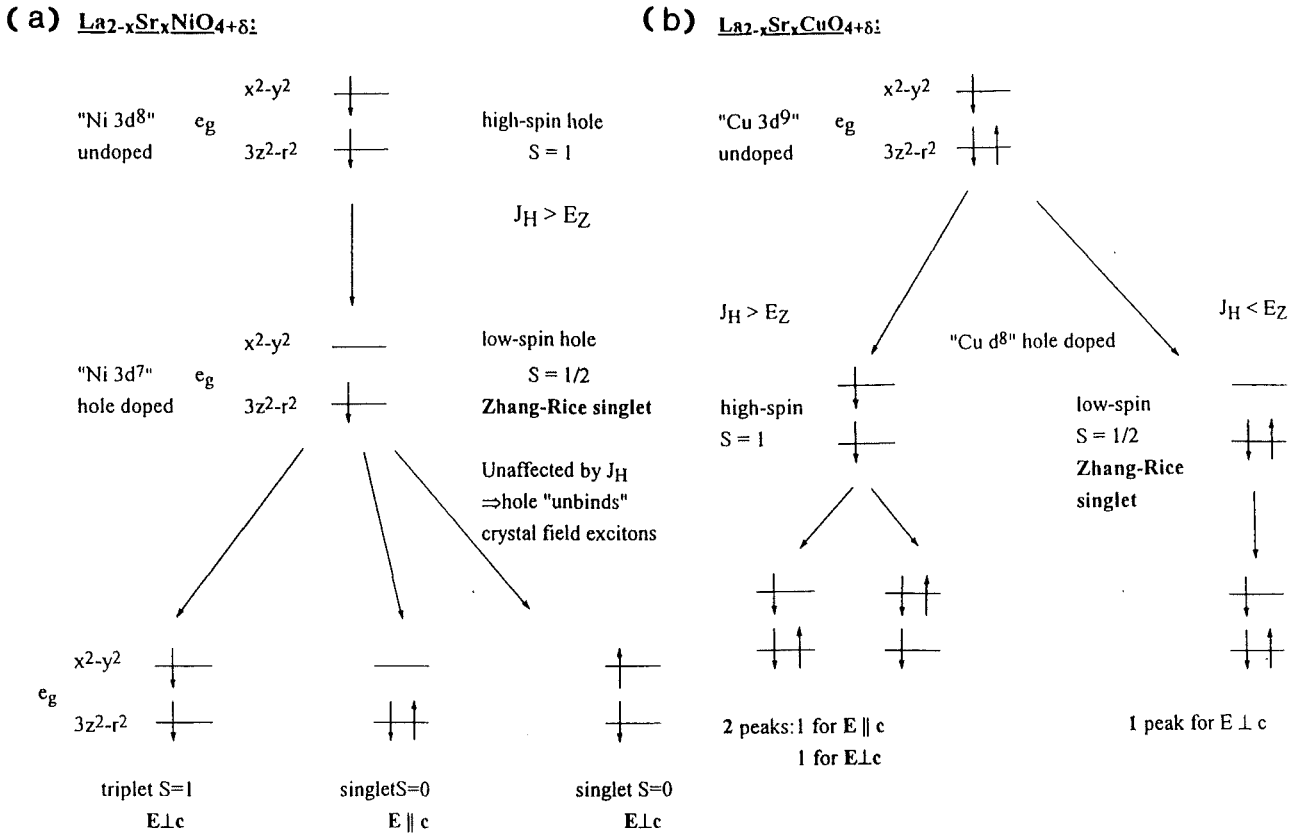 (a) La2-xSrxNiO4+δ:
x²-y²
"Ni 3d⁸" eg high-spin hole
undoped 3z²-r² S = 1
JH > EZ
x²-y² low-spin hole
"Ni 3d⁷" eg S = 1/2
hole doped 3z²-r² Zhang-Rice singlet
Unaffected by JH
⇒hole "unbinds"
crystal field excitons
x²-y²
eg
3z²-r²
triplet S=1 singletS=0 singlet S=0
E⊥c E || c E⊥c
(b) La2-xSrxCuO4+δ:
x²-y²
"Cu 3d⁹" eg
undoped 3z²-r²
JH > EZ JH < EZ
"Cu d⁸" hole doped
high-spin low-spin
S = 1 S = 1/2
Zhang-Rice
singlet
2 peaks:1 for E || c 1 peak for E ⊥ c
1 for E⊥c